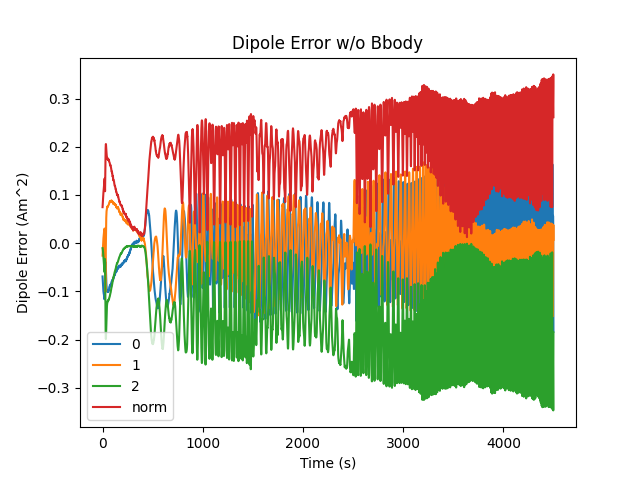 Dipole Error w/o Bbody
Dipole Error (Am^2)
0.3
0.2
0.1
0.0
−0.1
−0.2
−0.3
0
1
2
norm
0 1000 2000 3000 4000
Time (s)